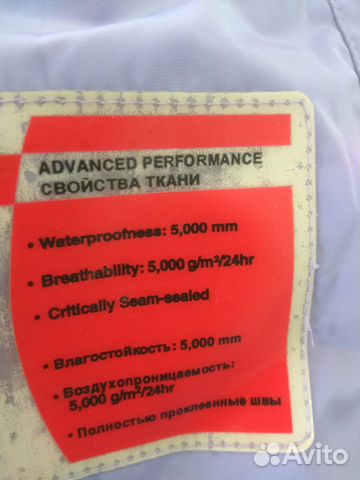 ADVANCED PERFORMANCE
СВОЙСТВА ТКАНИ
• Waterproofness: 5,000 mm
• Breathability: 5,000 g/m²/24hr
• Critically Seam-sealed
• Влагостойкость: 5,000 mm
• Воздухопроницаемость:
5,000 g/m²/24hr
• Полностью проклеенные швы
Avito